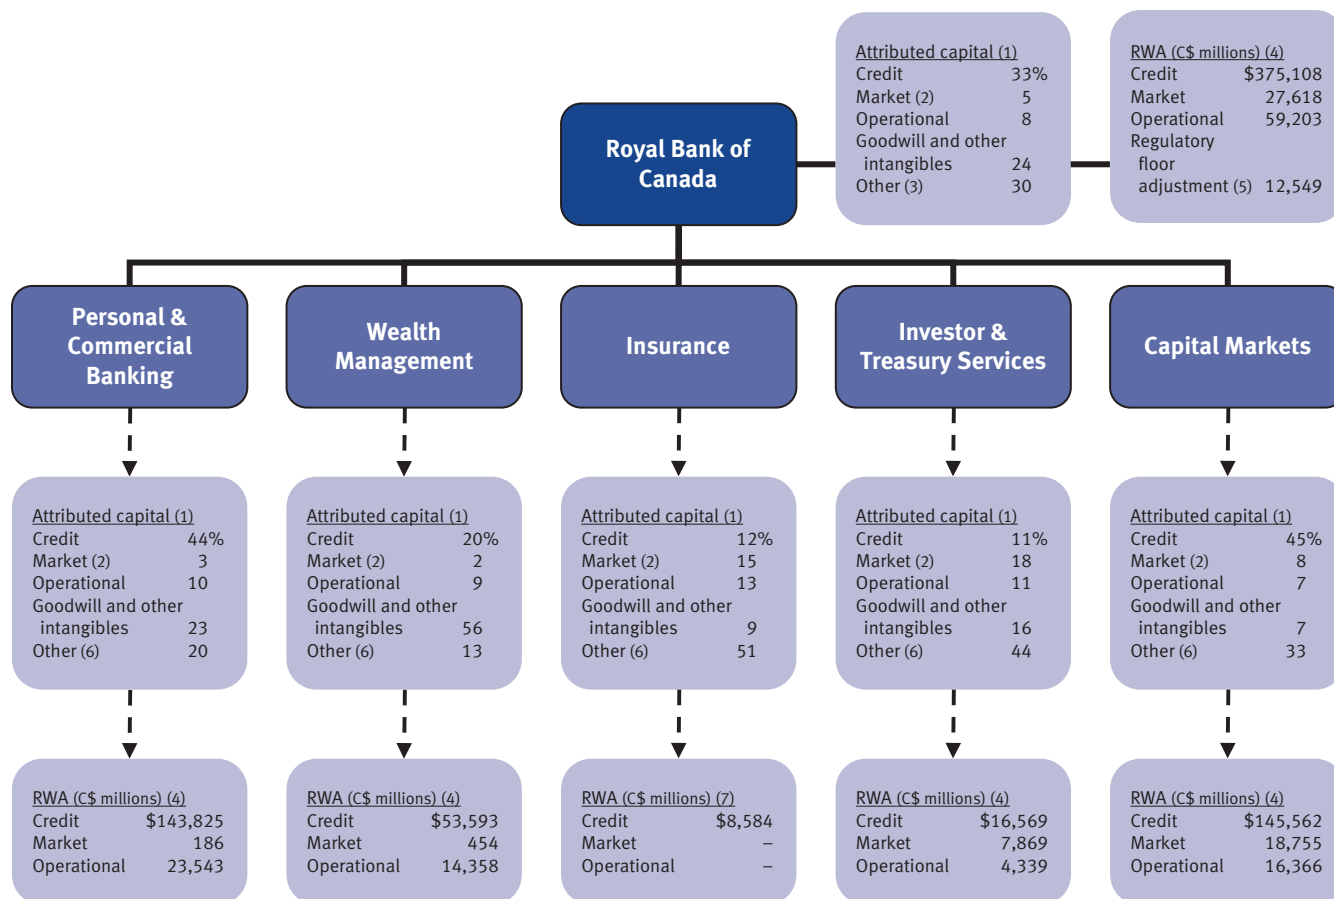 Attributed capital (1)
Credit 33%
Market (2) 5
Operational 8
Goodwill and other
intangibles 24
Other (3) 30
RWA (C$ millions) (4)
Credit $375,108
Market 27,618
Operational 59,203
Regulatory
floor
adjustment (5) 12,549
Royal Bank of
Canada
Personal &
Commercial
Banking
Wealth
Management
Insurance
Investor &
Treasury Services
Capital Markets
Attributed capital (1)
Credit 44%
Market (2) 3
Operational 10
Goodwill and other
intangibles 23
Other (6) 20
Attributed capital (1)
Credit 20%
Market (2) 2
Operational 9
Goodwill and other
intangibles 56
Other (6) 13
Attributed capital (1)
Credit 12%
Market (2) 15
Operational 13
Goodwill and other
intangibles 9
Other (6) 51
Attributed capital (1)
Credit 11%
Market (2) 18
Operational 11
Goodwill and other
intangibles 16
Other (6) 44
Attributed capital (1)
Credit 45%
Market (2) 8
Operational 7
Goodwill and other
intangibles 7
Other (6) 33
RWA (C$ millions) (4)
Credit $143,825
Market 186
Operational 23,543
RWA (C$ millions) (4)
Credit $53,593
Market 454
Operational 14,358
RWA (C$ millions) (7)
Credit $8,584
Market –
Operational –
RWA (C$ millions) (4)
Credit $16,569
Market 7,869
Operational 4,339
RWA (C$ millions) (4)
Credit $145,562
Market 18,755
Operational 16,366